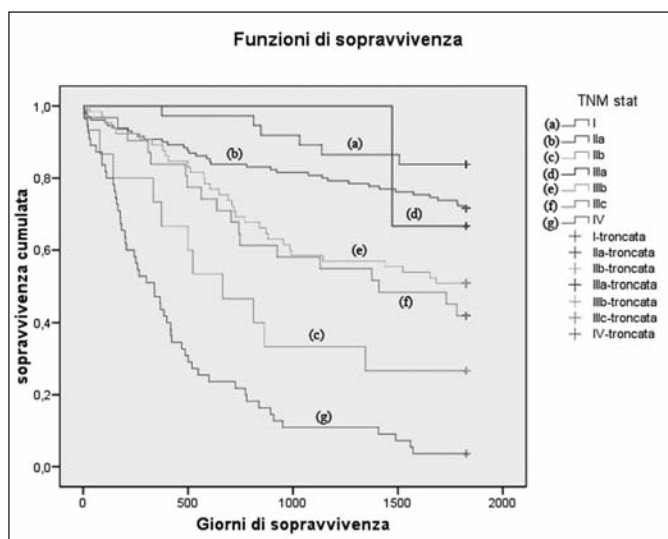 Funzioni di sopravvivenza
TNM stat
(a) I
(b) IIa
(c) IIb
(d) IIIa
(e) IIIb
(f) IIIc
(g) IV
I-troncata
IIa-troncata
IIb-troncata
IIIa-troncata
IIIb-troncata
IIIc-troncata
IV-troncata
sopravvivenza cumulata
1,0
0,8
0,6
0,4
0,2
0,0
(a)
(b)
(d)
(e)
(f)
(c)
(g)
0 500 1000 1500 2000
Giorni di sopravvivenza